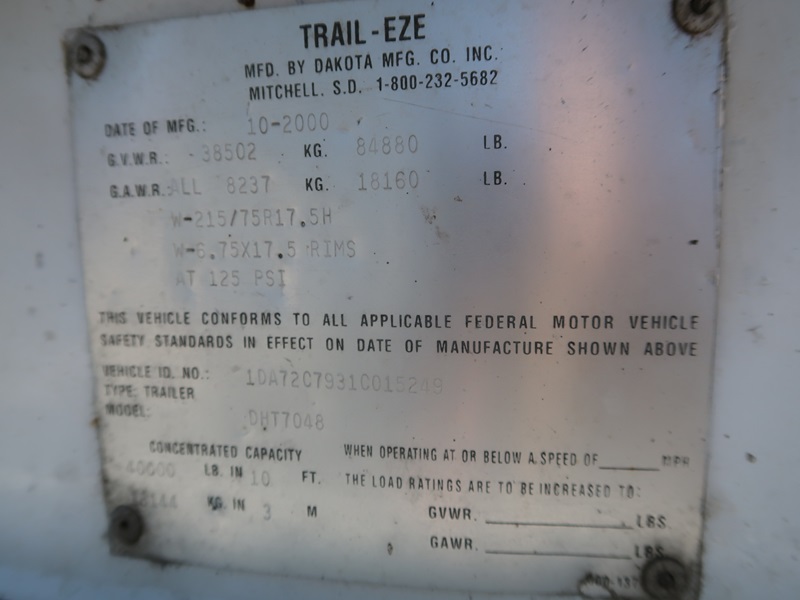 TRAIL-EZE
MFD. BY DAKOTA MFG. CO. INC.
MITCHELL, S.D. 1-800-232-5682
DATE OF MFG.: 10-2000
G.V.W.R.: 38502 KG. 84880 LB.
G.A.W.R.: ALL 8237 KG. 18160 LB.
W-215/75R17.5H
W-6.75X17.5 RIMS
AT 125 PSI
THIS VEHICLE CONFORMS TO ALL APPLICABLE FEDERAL MOTOR VEHICLE
SAFETY STANDARDS IN EFFECT ON DATE OF MANUFACTURE SHOWN ABOVE
VEHICLE ID. NO.:
TYPE: TRAILER
MODEL: DHT7048
CONCENTRATED CAPACITY
40000 LB. IN 10 FT.
KG. IN 3 M
WHEN OPERATING AT OR BELOW A SPEED OF MPH
THE LOAD RATINGS ARE TO BE INCREASED TO:
GVWR. LBS.
GAWR. LBS.